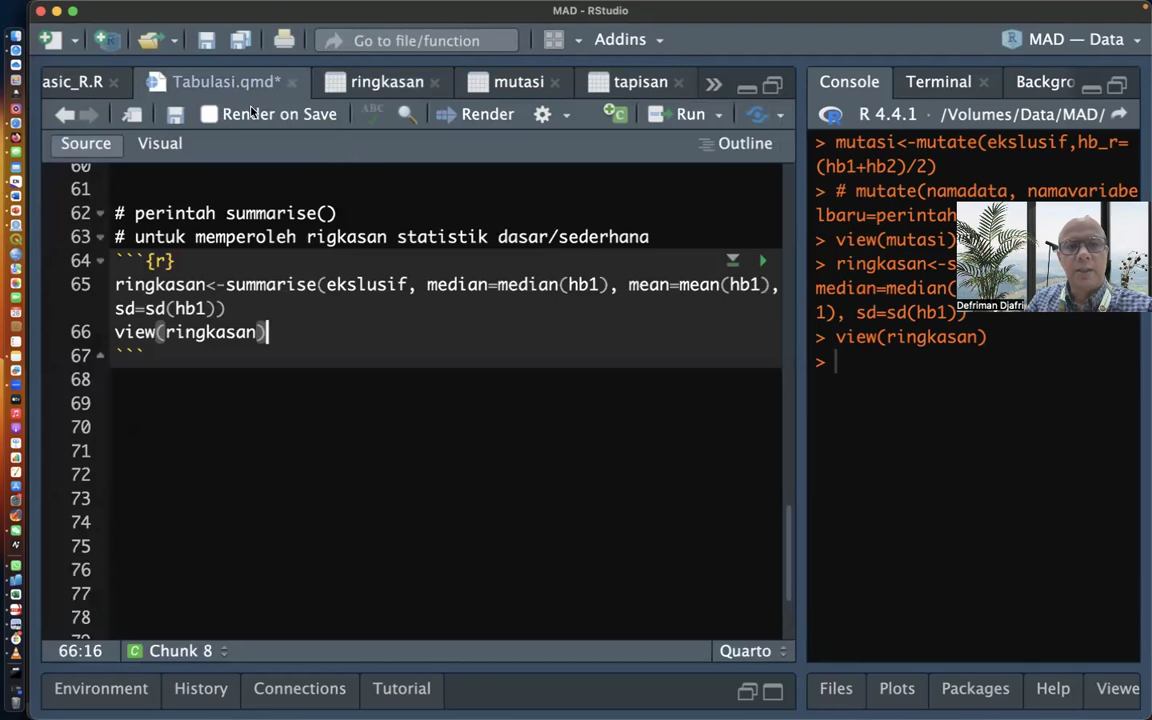 MAD - RStudio
Go to file/function
Addins
MAD — Data
asic_R.R
Tabulasi.qmd*
ringkasan
mutasi
tapisan
Render on Save
ABC
Render
Run
Source
Visual
Outline
60
61
62 # perintah summarise()
63 # untuk memperoleh rigkasan statistik dasar/sederhana
64 ```{r}
65 ringkasan<-summarise(ekslusif, median=median(hb1), mean=mean(hb1),
sd=sd(hb1))
66 view(ringkasan)
67 ```
68
69
70
71
72
73
74
75
76
77
78
66:16
C Chunk 8
Quarto
Environment
History
Connections
Tutorial
Console
Terminal
Backgro
R 4.4.1 · /Volumes/Data/MAD/
> mutasi<-mutate(ekslusif,hb_r=
(hb1+hb2)/2)
> # mutate(namadata, namavariabe
lbaru=perintah
> view(mutasi)
> ringkasan<-s
median=median(
1), sd=sd(hb1))
> view(ringkasan)
>
Defriman Djafri
Files
Plots
Packages
Help
Viewe